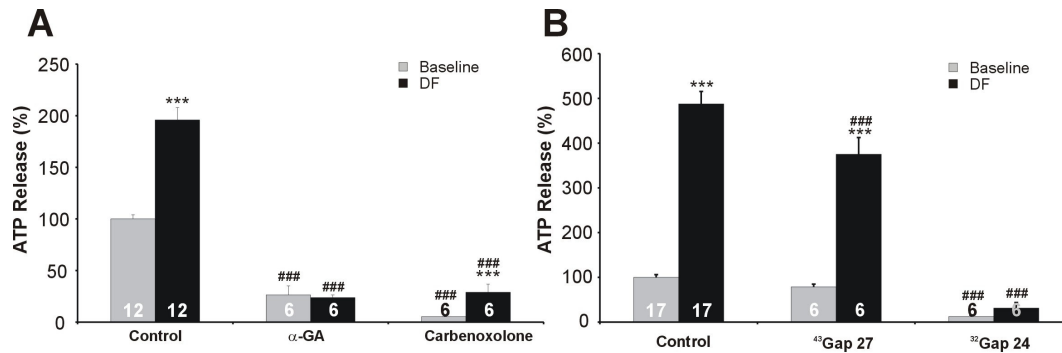 A
250
200
150
100
50
0
ATP Release (%)
Baseline
DF
***
###
###
###
###
***
12
12
6
6
6
6
Control
α-GA
Carbenoxolone
B
600
500
400
300
200
100
0
ATP Release (%)
Baseline
DF
***
###
***
###
###
17
17
6
6
6
6
Control
⁴³Gap 27
³²Gap 24